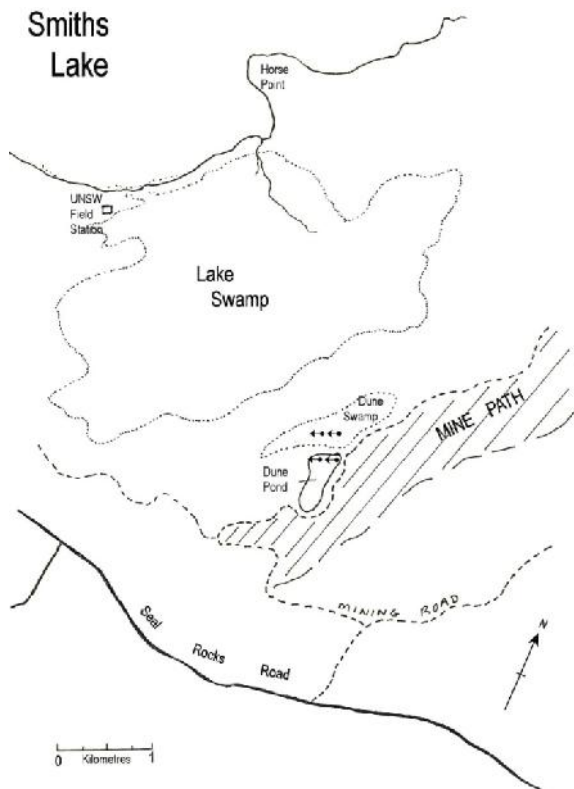 Smiths
Lake
Horse
Point
UNSW
Field
Station
Lake
Swamp
Dune
Swamp
MINE PATH
Dune
Pond
MINING ROAD
Seal Rocks Road
N
0 1
Kilometres